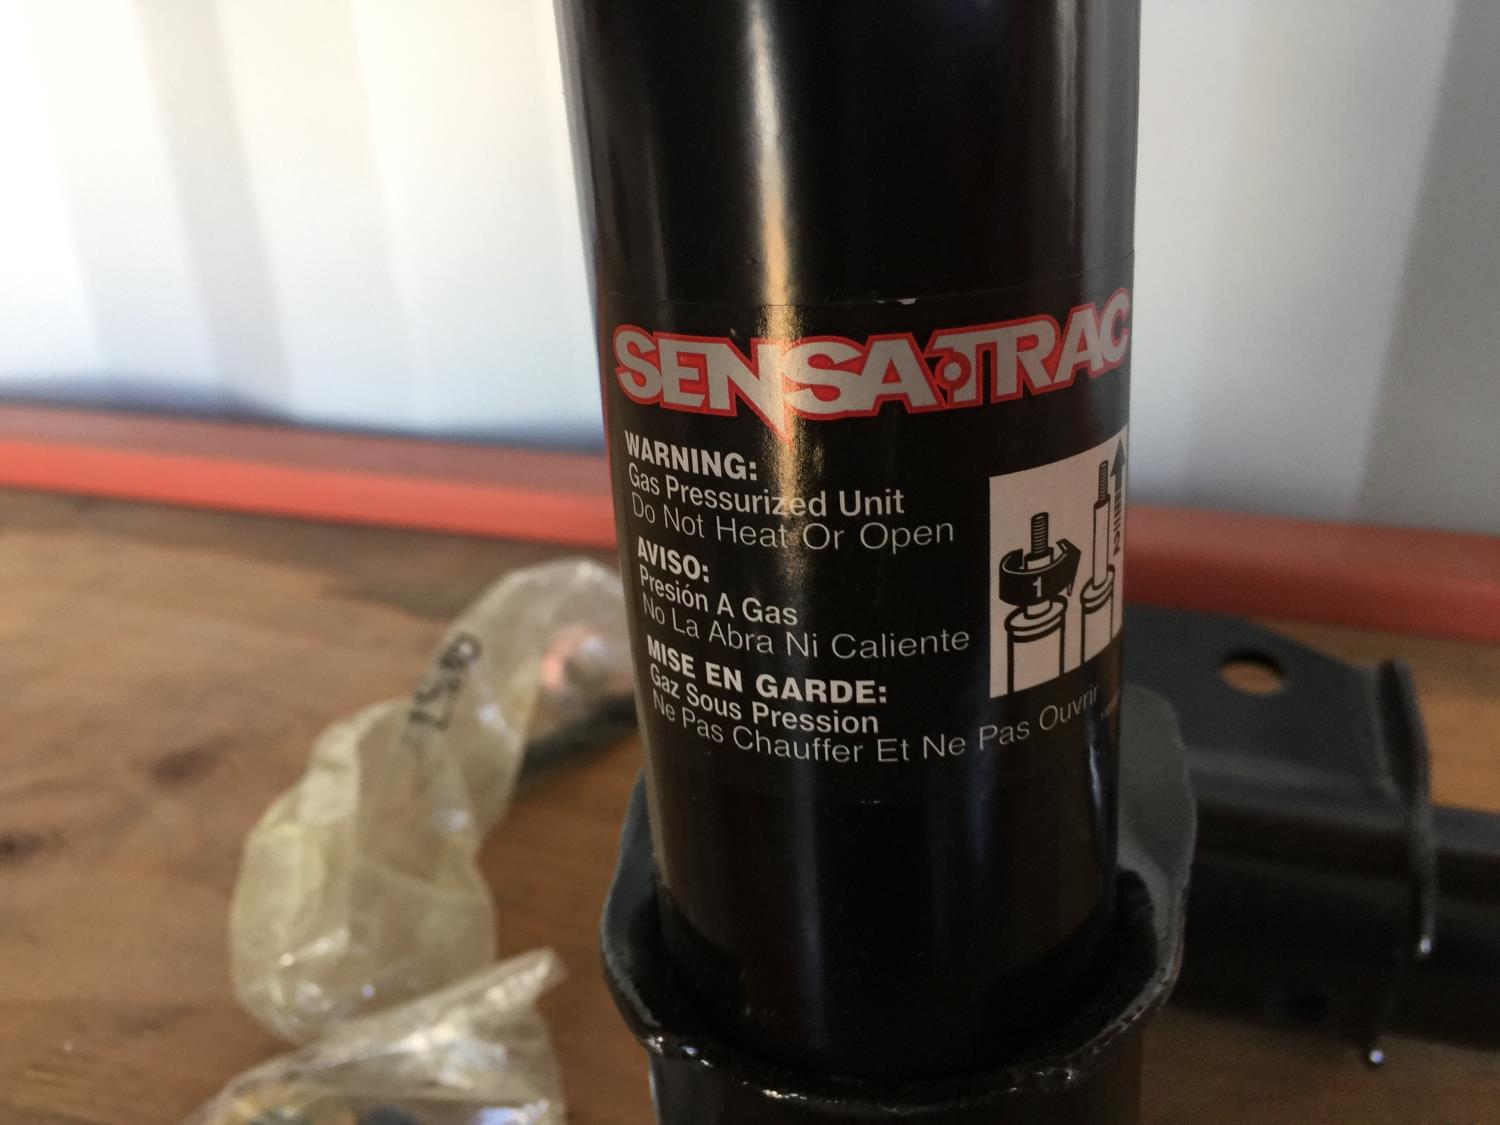 SENSA-TRAC
WARNING:
Gas Pressurized Unit
Do Not Heat Or Open
AVISO:
Presión A Gas
No La Abra Ni Caliente
MISE EN GARDE:
Gaz Sous Pression
Ne Pas Chauffer Et Ne Pas Ouvrir
1